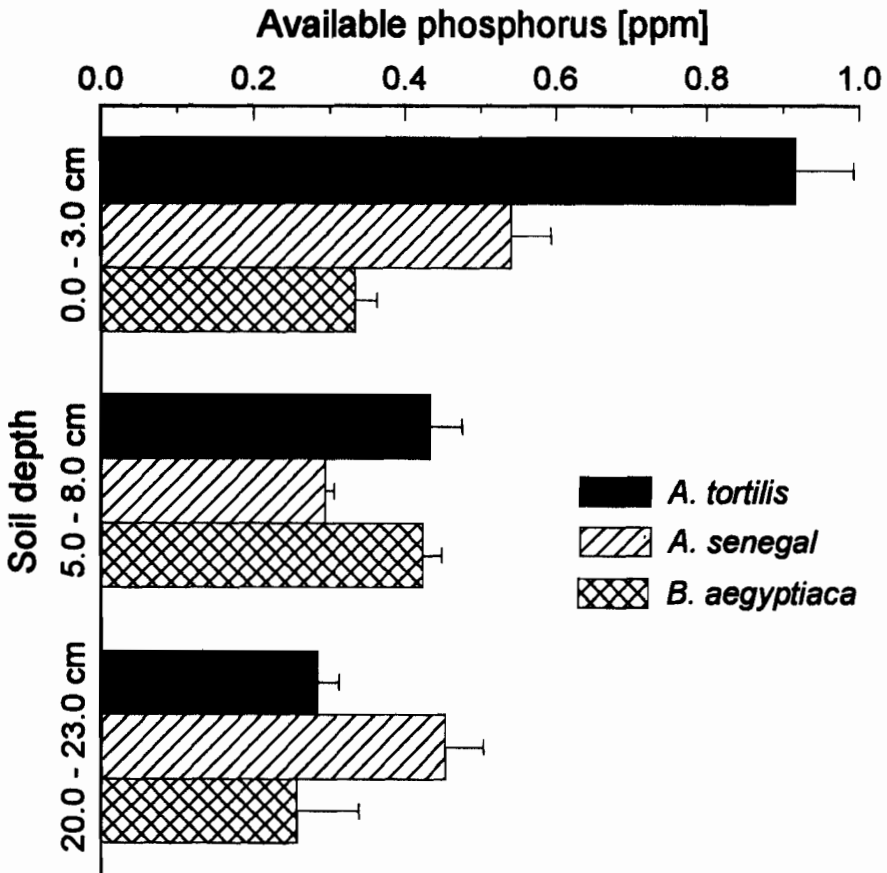 Available phosphorus [ppm]
0.0 0.2 0.4 0.6 0.8 1.0
Soil depth
0.0 - 3.0 cm
5.0 - 8.0 cm
20.0 - 23.0 cm
A. tortilis
A. senegal
B. aegyptiaca